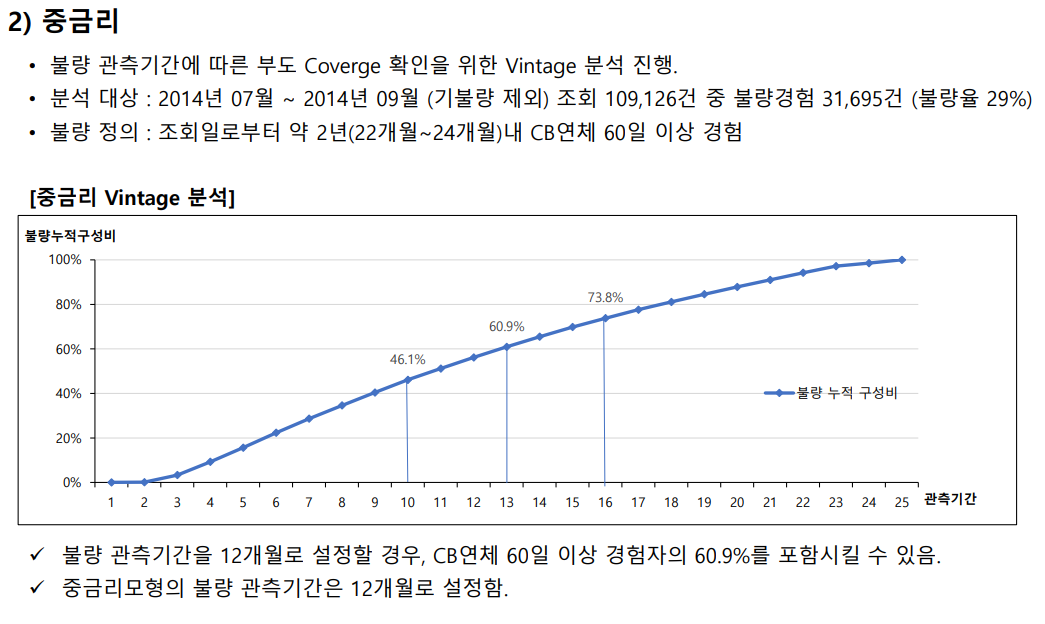 2) 중금리
• 불량 관측기간에 따른 부도 Coverge 확인을 위한 Vintage 분석 진행.
• 분석 대상 : 2014년 07월 ~ 2014년 09월 (기불량 제외) 조회 109,126건 중 불량경험 31,695건 (불량율 29%)
• 불량 정의 : 조회일로부터 약 2년(22개월~24개월)내 CB연체 60일 이상 경험
[중금리 Vintage 분석]
불량누적구성비
100%
80%
60%
40%
20%
0%
46.1%
60.9%
73.8%
불량 누적 구성비
1 2 3 4 5 6 7 8 9 10 11 12 13 14 15 16 17 18 19 20 21 22 23 24 25 관측기간
✓ 불량 관측기간을 12개월로 설정할 경우, CB연체 60일 이상 경험자의 60.9%를 포함시킬 수 있음.
✓ 중금리모형의 불량 관측기간은 12개월로 설정함.